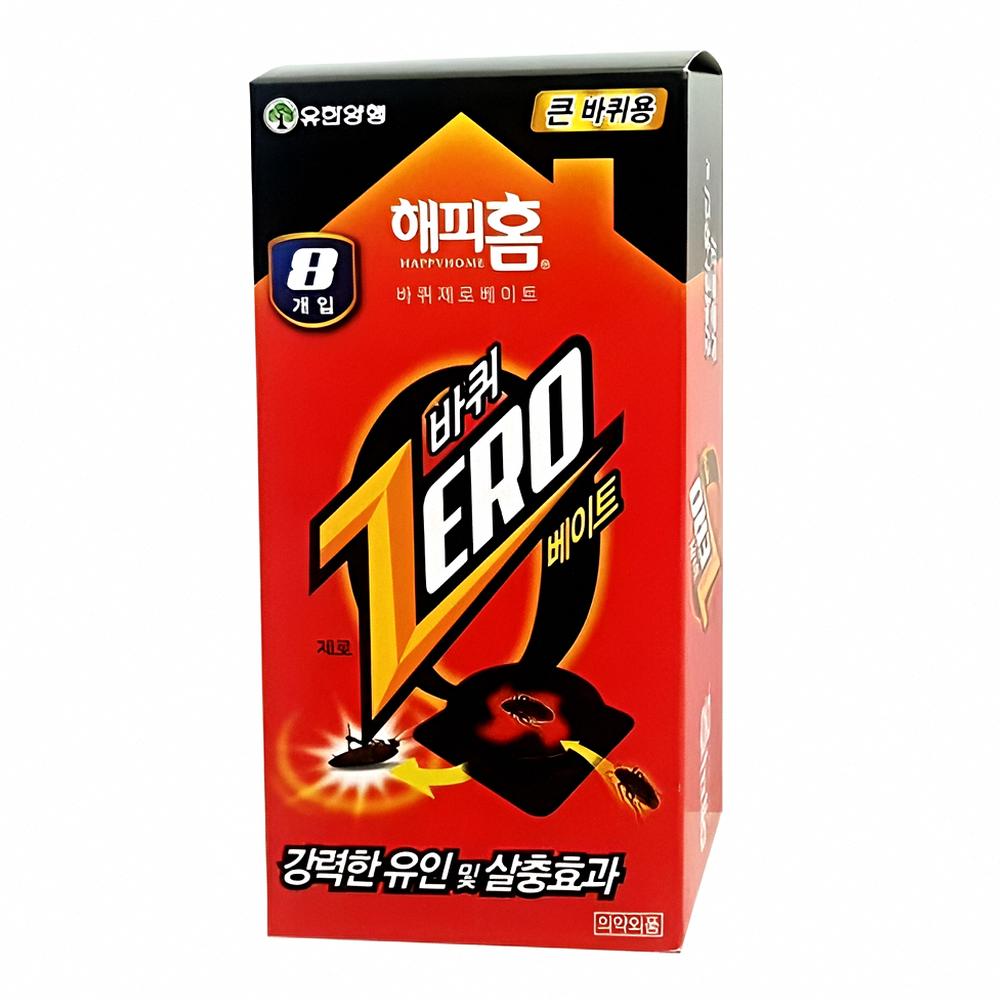 유한양행
큰 바퀴용
해피홈
HAPPYHOME
바퀴제로베이트
8
개입
바퀴
ZERO
베이트
제로
강력한 유인 및 살충효과
의약외품
ZERO